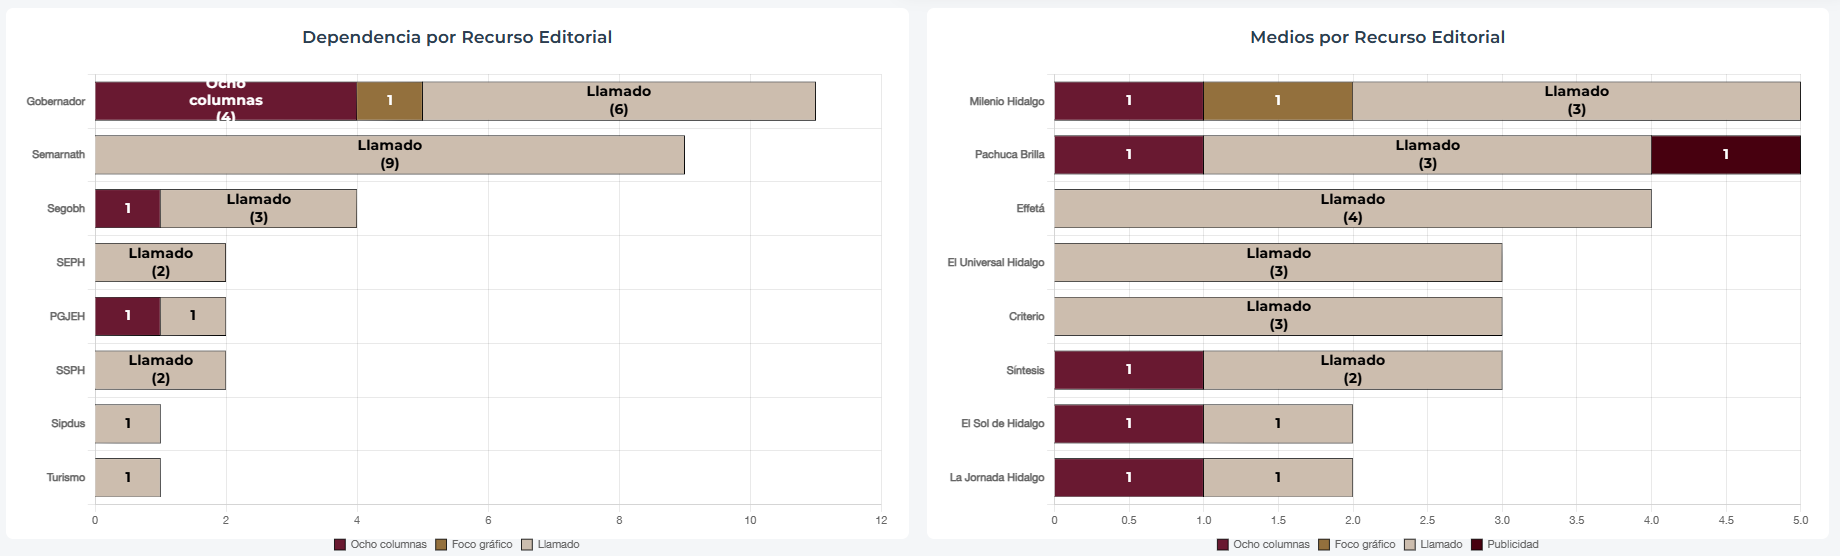 Dependencia por Recurso Editorial
Gobernador
Ocho
columnas
(4)
1
Llamado
(6)
Semarnath
Llamado
(9)
Segobh
1
Llamado
(3)
SEPH
Llamado
(2)
PGJEH
1
1
SSPH
Llamado
(2)
Sipdus
1
Turismo
1
0 2 4 6 8 10 12
Ocho columnas Foco gráfico Llamado
Medios por Recurso Editorial
Milenio Hidalgo
1
1
Llamado
(3)
Pachuca Brilla
1
Llamado
(3)
1
Effetá
Llamado
(4)
El Universal Hidalgo
Llamado
(3)
Criterio
Llamado
(3)
Síntesis
1
Llamado
(2)
El Sol de Hidalgo
1
1
La Jornada Hidalgo
1
1
0 0.5 1.0 1.5 2.0 2.5 3.0 3.5 4.0 4.5 5.0
Ocho columnas Foco gráfico Llamado Publicidad